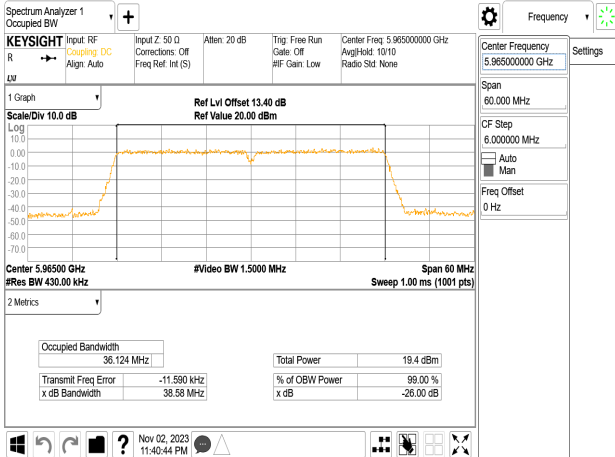 Spectrum Analyzer 1
Occupied BW
Frequency
KEYSIGHT
R
Input: RF
Coupling: DC
Align: Auto
Input Z: 50 Ω
Corrections: Off
Freq Ref: Int (S)
Atten: 20 dB
Trig: Free Run
Gate: Off
#IF Gain: Low
Center Freq: 5.965000000 GHz
Avg|Hold: 10/10
Radio Std: None
LXI
Center Frequency
5.965000000 GHz
Settings
Span
60.000 MHz
CF Step
6.000000 MHz
Auto
Man
Freq Offset
0 Hz
1 Graph
Scale/Div 10.0 dB
Ref Lvl Offset 13.40 dB
Ref Value 20.00 dBm
Log
10.0
0.00
-10.0
-20.0
-30.0
-40.0
-50.0
-60.0
-70.0
Center 5.96500 GHz
#Video BW 1.5000 MHz
Span 60 MHz
#Res BW 430.00 kHz
Sweep 1.00 ms (1001 pts)
2 Metrics
Occupied Bandwidth
36.124 MHz
Total Power 19.4 dBm
Transmit Freq Error -11.590 kHz
% of OBW Power 99.00 %
x dB Bandwidth 38.58 MHz
x dB -26.00 dB
?
Nov 02, 2023
11:40:44 PM